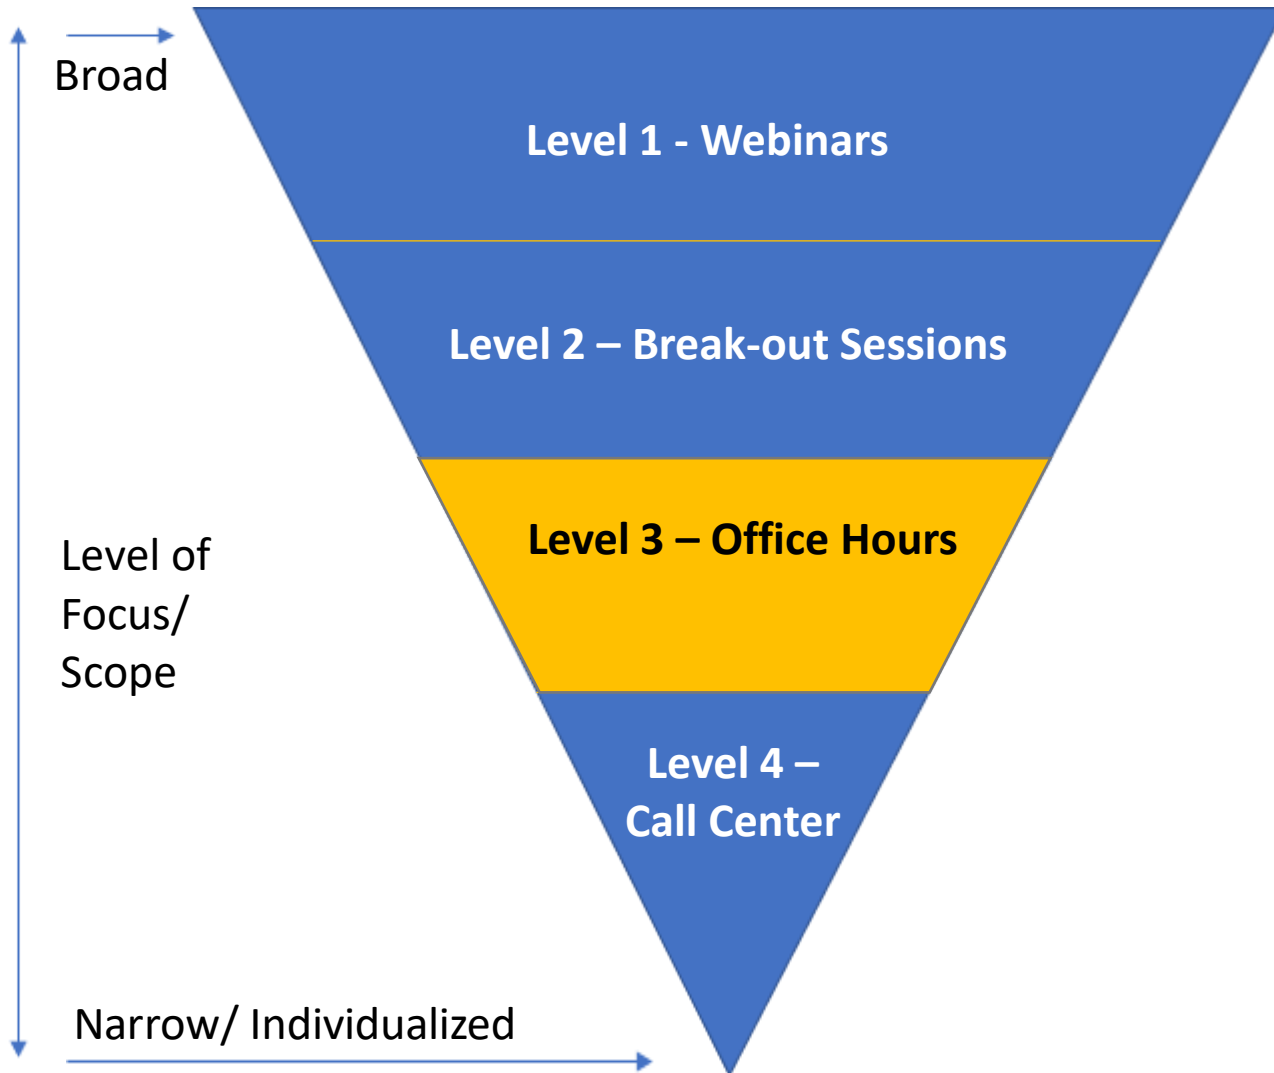 Broad
Level 1 - Webinars
Level 2 – Break-out Sessions
Level 3 – Office Hours
Level of
Focus/
Scope
Level 4 –
Call Center
Narrow/ Individualized